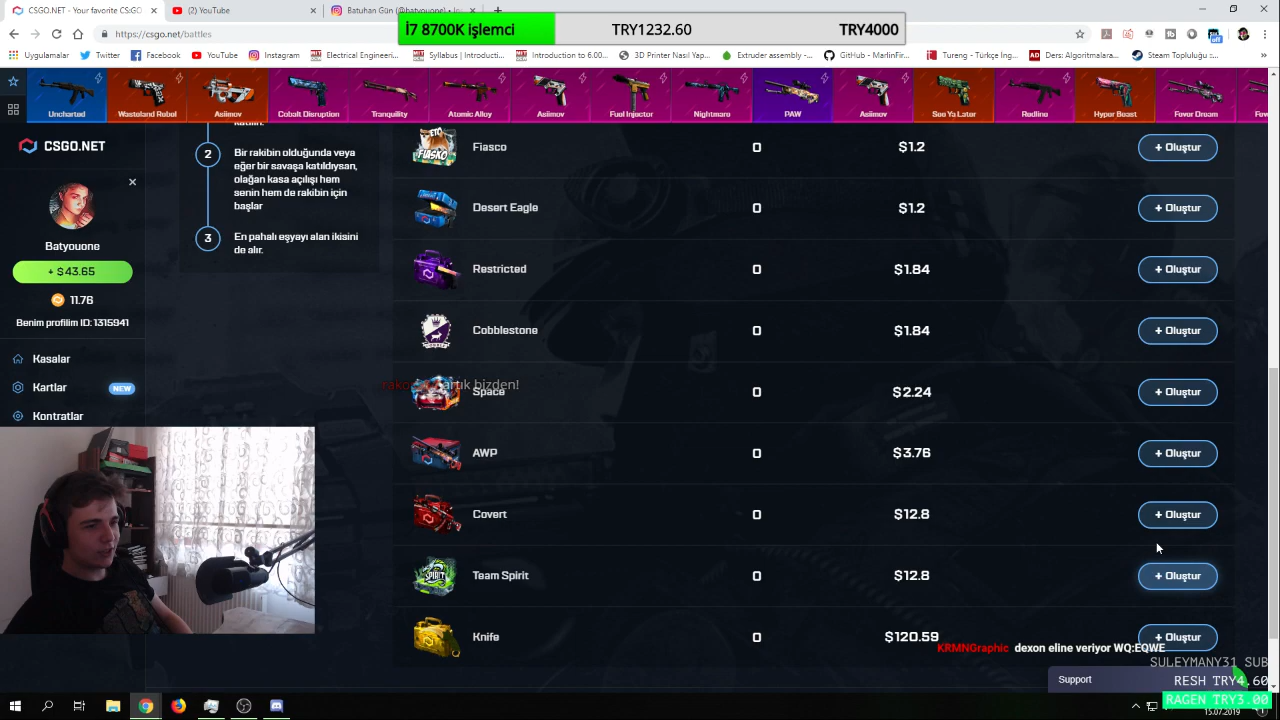 CSGO.NET - Your favorite CS:GO
(2) YouTube
İ7 8700K işlemci
TRY1232.60
TRY4000
https://csgo.net/battles
Uygulamalar
Twitter
Facebook
YouTube
Instagram
Electrical Engineeri...
Syllabus | Introducti...
Introduction to 6.00...
3D Printer Nasıl Yap...
Extruder assembly -...
GitHub - MarlinFir...
Tureng - Türkçe İng...
Ders: Algoritmalara...
Steam Topluluğu ::...
Uncharted
Wasteland Rebel
Asiimov
Cobalt Disruption
Tranquility
Atomic Alloy
Asiimov
Fuel Injector
Nightmare
PAW
Asiimov
See Ya Later
Redline
Hyper Beast
Fever Dream
CSGO.NET
Batyouone
+ $43.65
11.76
Benim profilim ID: 1315941
Kasalar
Kartlar
NEW
Kontratlar
katılın.
2
Bir rakibin olduğunda veya
eğer bir savaşa katıldıysan,
olağan kasa açılışı hem
senin hem de rakibin için
başlar
3
En pahalı eşyayı alan ikisini
de alır.
Fiasco 0 $1.2 + Oluştur
Desert Eagle 0 $1.2 + Oluştur
Restricted 0 $1.84 + Oluştur
Cobblestone 0 $1.84 + Oluştur
artık bizden!
Space 0 $2.24 + Oluştur
AWP 0 $3.76 + Oluştur
Covert 0 $12.8 + Oluştur
Team Spirit 0 $12.8 + Oluştur
Knife 0 $120.59 + Oluştur
KRMNGraphic dexon eline veriyor WQ:EQWE
SULEYMANY31 SUB
Support
RESH TRY4.60
RAGEN TRY3.00
15.07.2019